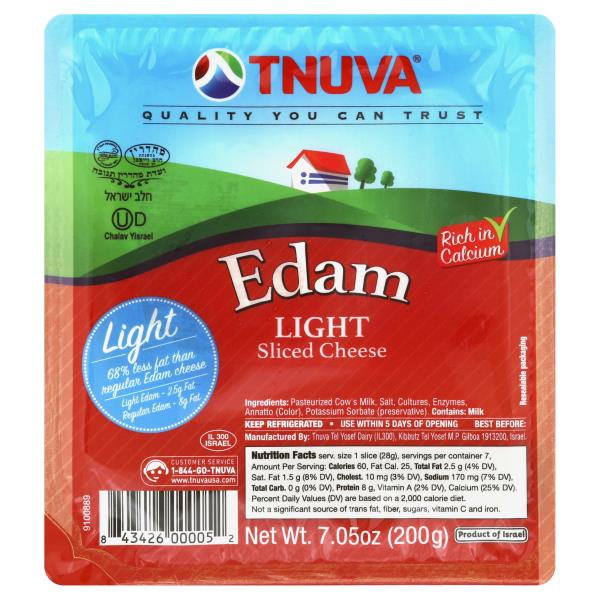 TNUVA®
QUALITY YOU CAN TRUST
מהדרין
ועדת מהדרין תנובה
חלב ישראל
UD
Chalav Yisrael
Rich in
Calcium
Edam
LIGHT
Sliced Cheese
Light
68% less fat than
regular Edam cheese
Light Edam - 2.5g Fat
Regular Edam - 8g Fat
Resealable packaging
Ingredients: Pasteurized Cow's Milk, Salt, Cultures, Enzymes,
Annatto (Color), Potassium Sorbate (preservative). Contains: Milk
KEEP REFRIGERATED • USE WITHIN 5 DAYS OF OPENING BEST BEFORE:
Manufactured By: Tnuva Tel Yosef Dairy (IL300), Kibbutz Tel Yosef M.P. Gilboa 1913200, Israel.
IL 300
ISRAEL
CUSTOMER SERVICE
1-844-GO-TNUVA
www.tnuvausa.com
Nutrition Facts serv. size 1 slice (28g), servings per container 7,
Amount Per Serving: Calories 60, Fat Cal. 25, Total Fat 2.5 g (4% DV),
Sat. Fat 1.5 g (8% DV), Cholest. 10 mg (3% DV), Sodium 170 mg (7% DV),
Total Carb. 0 g (0% DV), Protein 8 g, Vitamin A (2% DV), Calcium (25% DV).
Percent Daily Values (DV) are based on a 2,000 calorie diet.
Not a significant source of trans fat, fiber, sugars, vitamin C and iron.
9100889
8 43426 00005 2
Net Wt. 7.05oz (200g)
Product of Israel